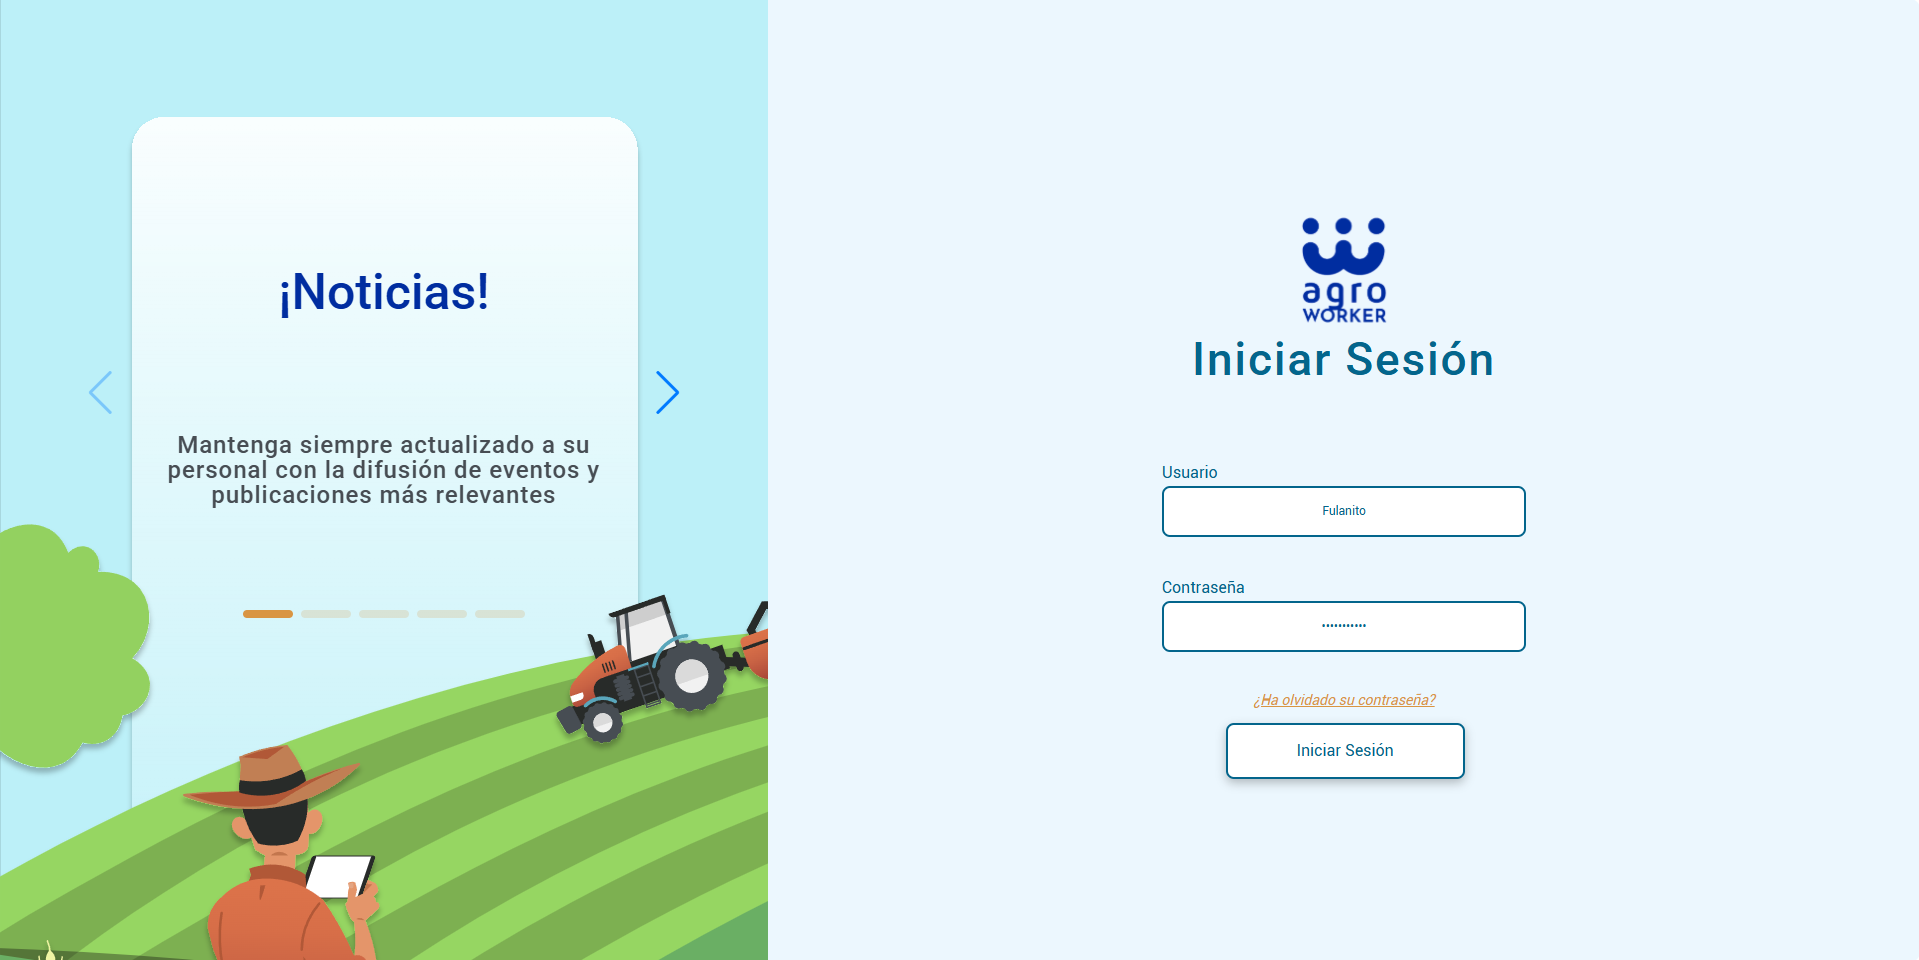 ¡Noticias!
Mantenga siempre actualizado a su
personal con la difusión de eventos y
publicaciones más relevantes
agro
WORKER
Iniciar Sesión
Usuario
Fulanito
Contraseña
•••••••••••
¿Ha olvidado su contraseña?
Iniciar Sesión